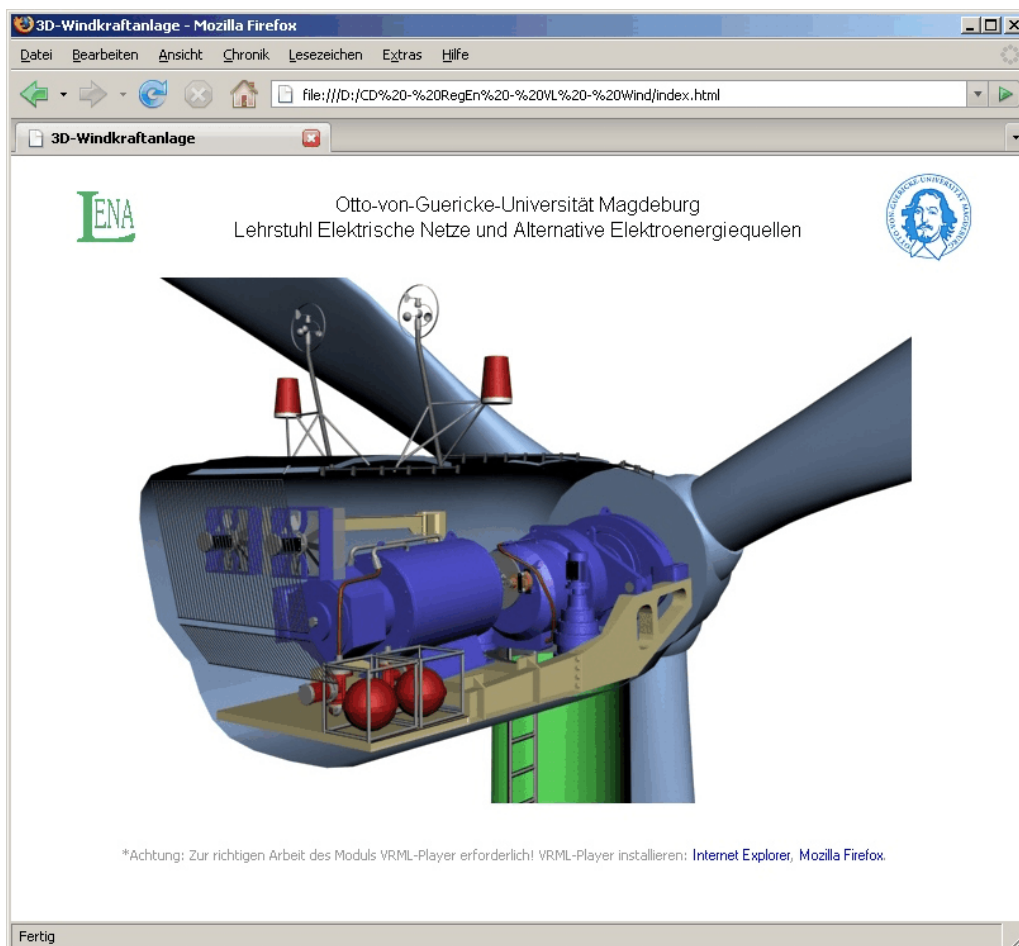 3D-Windkraftanlage - Mozilla Firefox
Datei Bearbeiten Ansicht Chronik Lesezeichen Extras Hilfe
file:///D:/CD%20-%20RegEn%20-%20VL%20-%20Wind/index.html
3D-Windkraftanlage
LENA
Otto-von-Guericke-Universität Magdeburg
Lehrstuhl Elektrische Netze und Alternative Elektroenergiequellen
OTTO-VON-GUERICKE-UNIVERSITÄT MAGDEBURG
*Achtung: Zur richtigen Arbeit des Moduls VRML-Player erforderlich! VRML-Player installieren: Internet Explorer, Mozilla Firefox.
Fertig